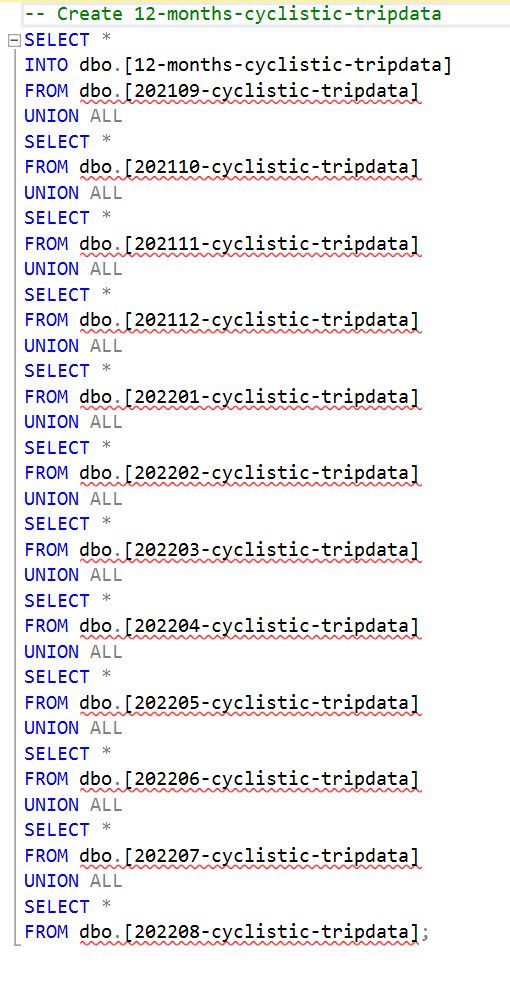 -- Create 12-months-cyclistic-tripdata
SELECT *
INTO dbo.[12-months-cyclistic-tripdata]
FROM dbo.[202109-cyclistic-tripdata]
UNION ALL
SELECT *
FROM dbo.[202110-cyclistic-tripdata]
UNION ALL
SELECT *
FROM dbo.[202111-cyclistic-tripdata]
UNION ALL
SELECT *
FROM dbo.[202112-cyclistic-tripdata]
UNION ALL
SELECT *
FROM dbo.[202201-cyclistic-tripdata]
UNION ALL
SELECT *
FROM dbo.[202202-cyclistic-tripdata]
UNION ALL
SELECT *
FROM dbo.[202203-cyclistic-tripdata]
UNION ALL
SELECT *
FROM dbo.[202204-cyclistic-tripdata]
UNION ALL
SELECT *
FROM dbo.[202205-cyclistic-tripdata]
UNION ALL
SELECT *
FROM dbo.[202206-cyclistic-tripdata]
UNION ALL
SELECT *
FROM dbo.[202207-cyclistic-tripdata]
UNION ALL
SELECT *
FROM dbo.[202208-cyclistic-tripdata];